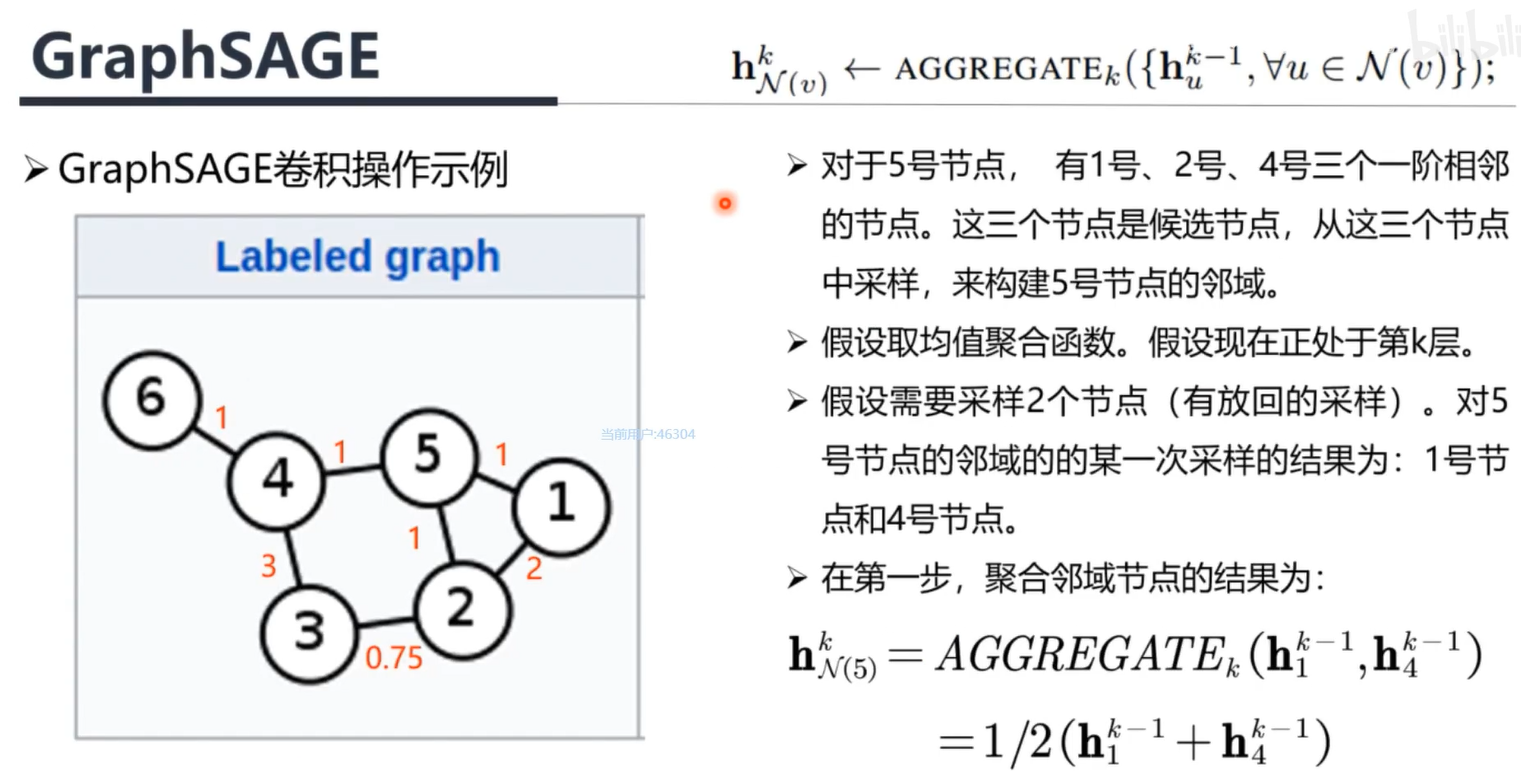 GraphSAGE
bilibili
$\mathbf{h}^{k}_{\mathcal{N}(v)} \leftarrow \text{AGGREGATE}_k(\{\mathbf{h}^{k-1}_u, \forall u \in \mathcal{N}(v)\});$
➢ GraphSAGE卷积操作示例
Labeled graph
6
1
4
1
5
1
1
1
2
2
3
3
0.75
当前用户:46304
➢ 对于5号节点， 有1号、2号、4号三个一阶相邻
的节点。这三个节点是候选节点，从这三个节点
中采样，来构建5号节点的邻域。
➢ 假设取均值聚合函数。假设现在正处于第k层。
➢ 假设需要采样2个节点（有放回的采样）。对5
号节点的邻域的的某一次采样的结果为：1号节
点和4号节点。
➢ 在第一步，聚合邻域节点的结果为：
$\mathbf{h}^{k}_{\mathcal{N}(5)} = AGGREGATE_k(\mathbf{h}^{k-1}_1, \mathbf{h}^{k-1}_4)$
$= 1/2(\mathbf{h}^{k-1}_1 + \mathbf{h}^{k-1}_4)$